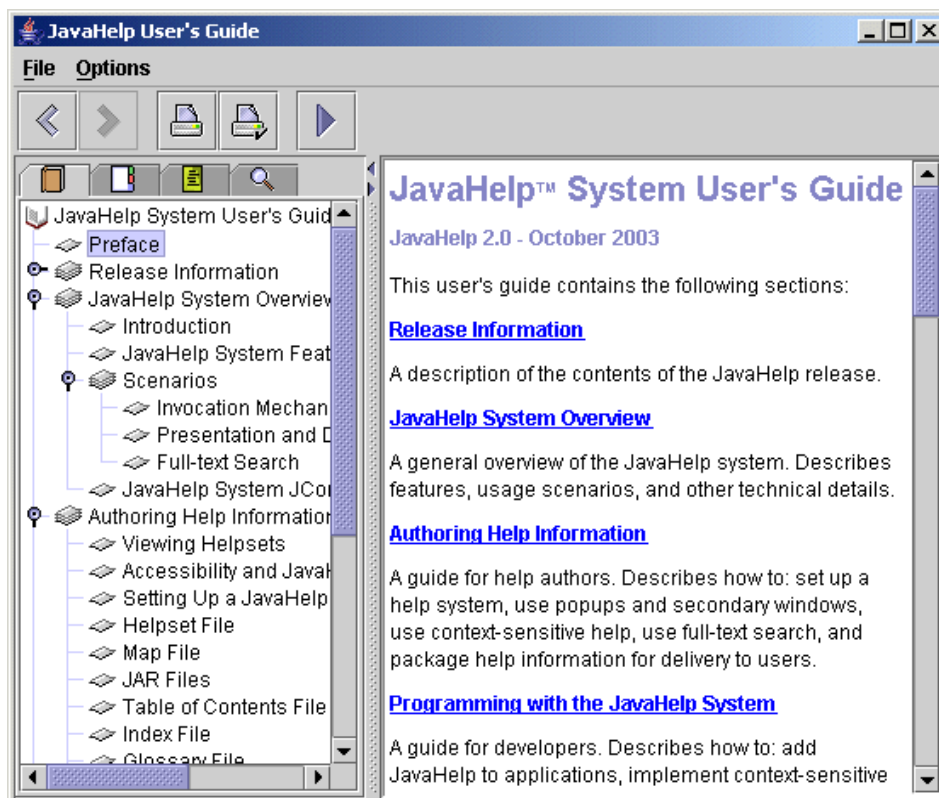 JavaHelp User's Guide
File Options
JavaHelp System User's Guid
Preface
Release Information
JavaHelp System Overview
Introduction
JavaHelp System Feat
Scenarios
Invocation Mechan
Presentation and D
Full-text Search
JavaHelp System JCo
Authoring Help Information
Viewing Helpsets
Accessibility and Java
Setting Up a JavaHelp
Helpset File
Map File
JAR Files
Table of Contents File
Index File
Glossary File
JavaHelp™ System User's Guide
JavaHelp 2.0 - October 2003
This user's guide contains the following sections:
Release Information
A description of the contents of the JavaHelp release.
JavaHelp System Overview
A general overview of the JavaHelp system. Describes
features, usage scenarios, and other technical details.
Authoring Help Information
A guide for help authors. Describes how to: set up a
help system, use popups and secondary windows,
use context-sensitive help, use full-text search, and
package help information for delivery to users.
Programming with the JavaHelp System
A guide for developers. Describes how to: add
JavaHelp to applications, implement context-sensitive